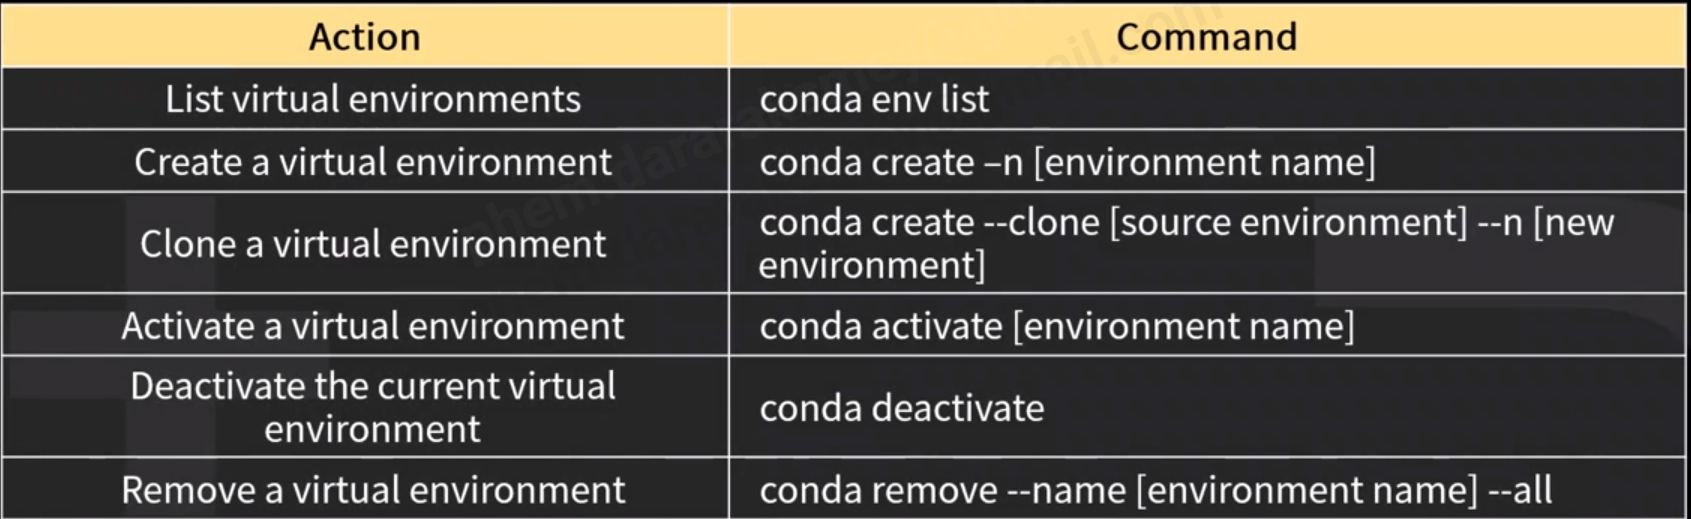 Action Command
List virtual environments conda env list
Create a virtual environment conda create –n [environment name]
Clone a virtual environment conda create --clone [source environment] --n [new
environment]
Activate a virtual environment conda activate [environment name]
Deactivate the current virtual
environment conda deactivate
Remove a virtual environment conda remove --name [environment name] --all